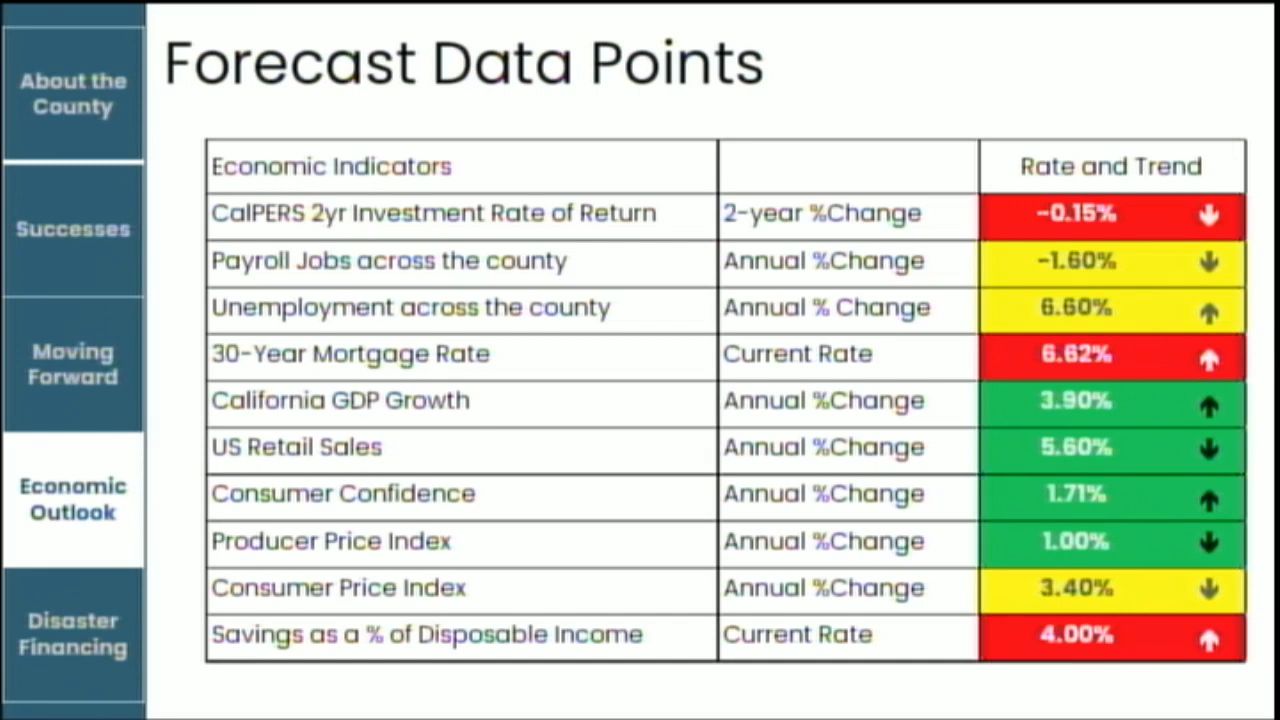 About the
County
Successes
Moving
Forward
Economic
Outlook
Disaster
Financing
Forecast Data Points
Economic Indicators Rate and Trend
CalPERS 2yr Investment Rate of Return 2-year %Change -0.15%
Payroll Jobs across the county Annual %Change -1.60%
Unemployment across the county Annual % Change 6.60%
30-Year Mortgage Rate Current Rate 6.62%
California GDP Growth Annual %Change 3.90%
US Retail Sales Annual %Change 5.60%
Consumer Confidence Annual %Change 1.71%
Producer Price Index Annual %Change 1.00%
Consumer Price Index Annual %Change 3.40%
Savings as a % of Disposable Income Current Rate 4.00%